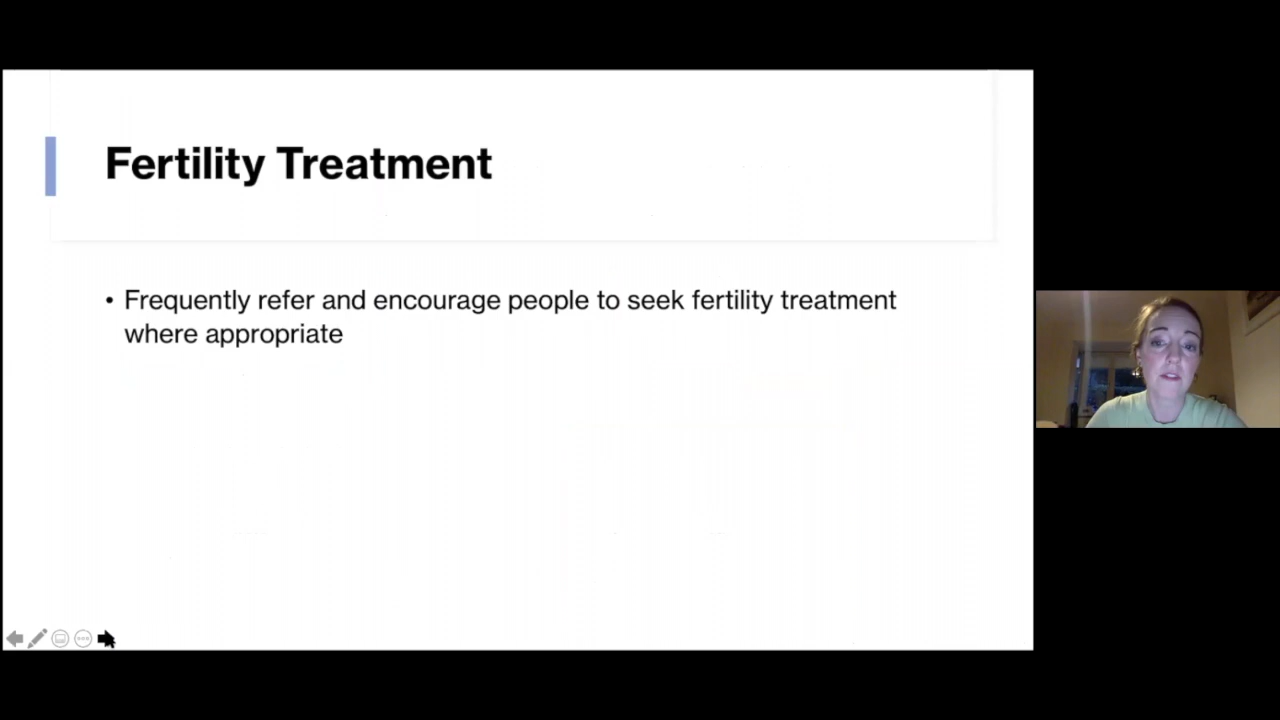 Fertility Treatment
• Frequently refer and encourage people to seek fertility treatment
where appropriate